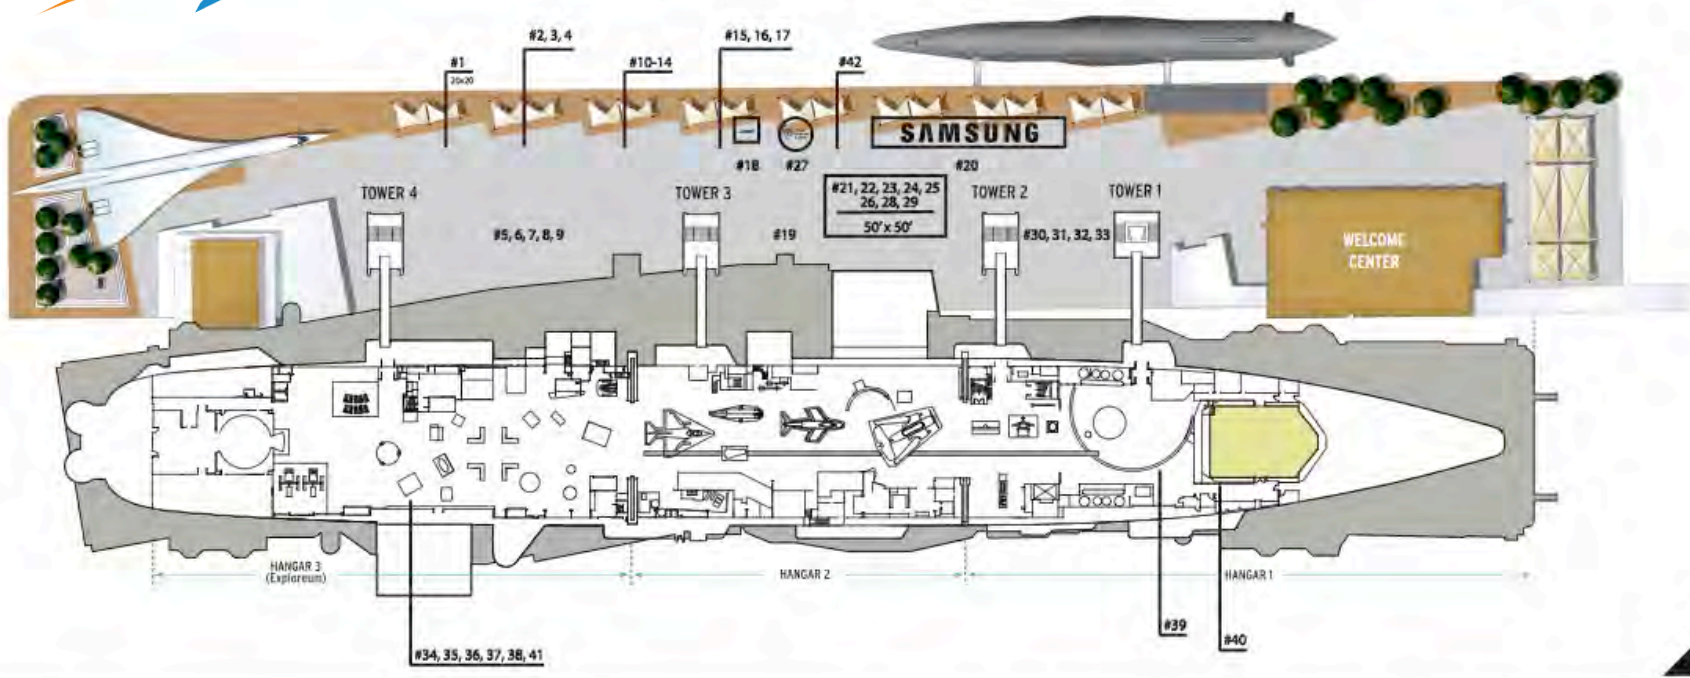 #2, 3, 4
#15, 16, 17
#1
20x20
#10-14
#42
SAMSUNG
#18
#27
#20
TOWER 4
TOWER 3
#21, 22, 23, 24, 25
26, 28, 29
50' x 50'
TOWER 2
TOWER 1
#5, 6, 7, 8, 9
#19
#30, 31, 32, 33
WELCOME
CENTER
HANGAR 3
(Exploreum)
HANGAR 2
HANGAR 1
#39
#40
#34, 35, 36, 37, 38, 41